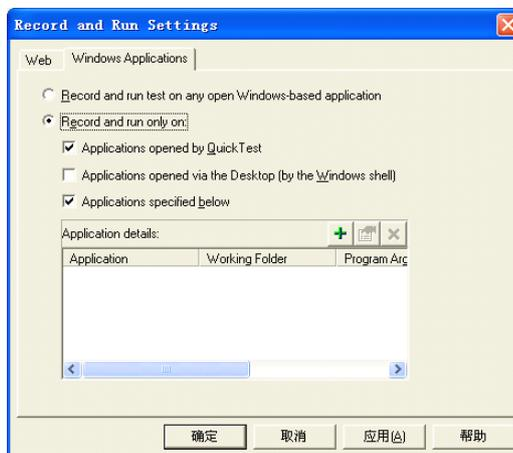 Record and Run Settings
Web
Windows Applications
Record and run test on any open Windows-based application
Record and run only on:
Applications opened by QuickTest
Applications opened via the Desktop (by the Windows shell)
Applications specified below
Application details:
Application Working Folder Program Arg
确定 取消 应用(A) 帮助